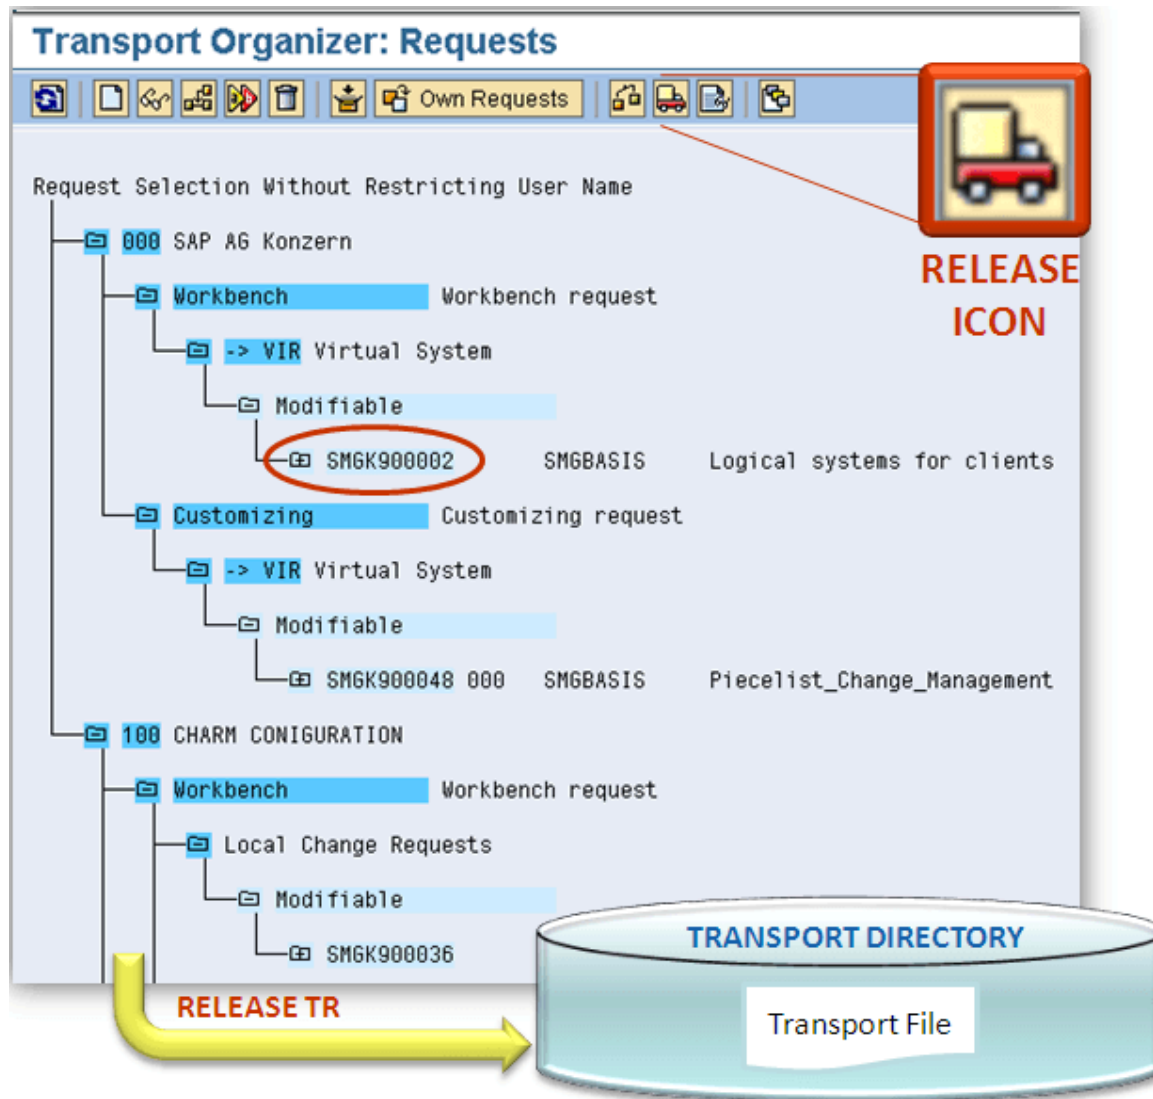 Transport Organizer: Requests
Own Requests
Request Selection Without Restricting User Name
000 SAP AG Konzern
RELEASE
ICON
Workbench Workbench request
-> VIR Virtual System
Modifiable
SMGK900002 SMGBASIS Logical systems for clients
Customizing Customizing request
-> VIR Virtual System
Modifiable
SMGK900048 000 SMGBASIS Piecelist_Change_Management
100 CHARM CONIGURATION
Workbench Workbench request
Local Change Requests
Modifiable
SMGK900036
TRANSPORT DIRECTORY
RELEASE TR
Transport File